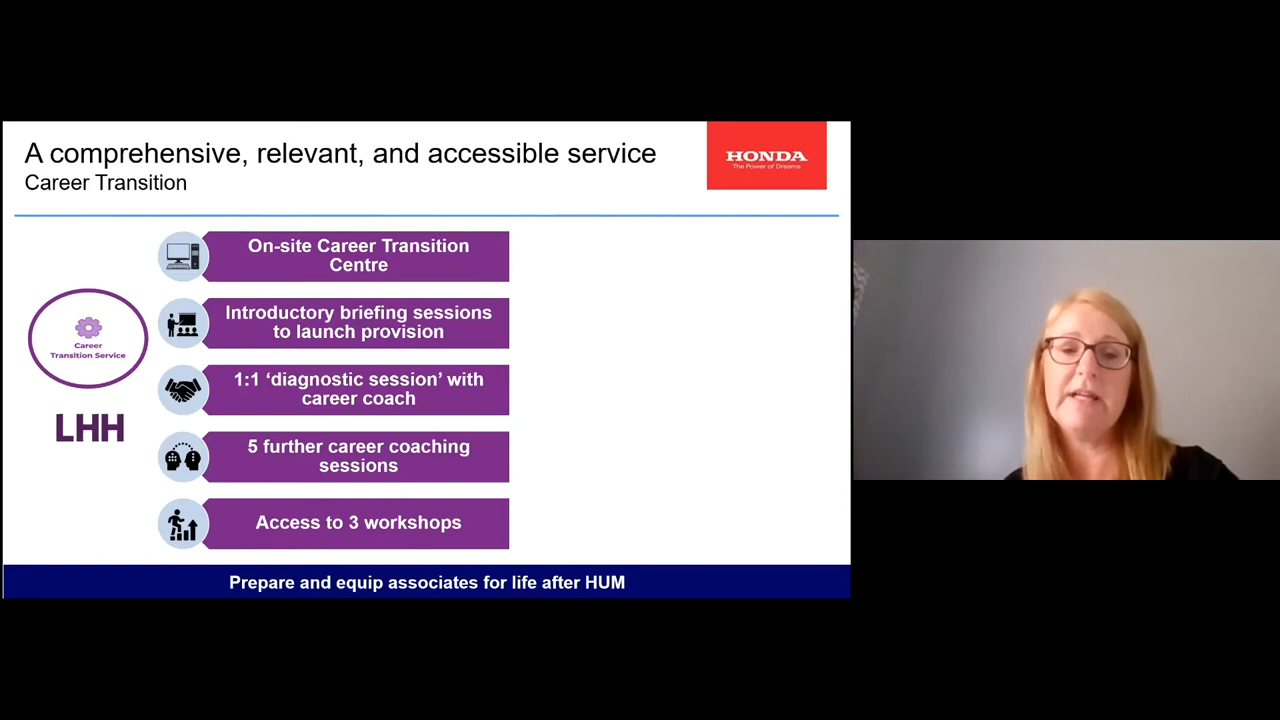 A comprehensive, relevant, and accessible service
Career Transition
HONDA
The Power of Dreams
On-site Career Transition
Centre
Introductory briefing sessions
to launch provision
Career
Transition Service
1:1 ‘diagnostic session’ with
career coach
LHH
5 further career coaching
sessions
Access to 3 workshops
Prepare and equip associates for life after HUM